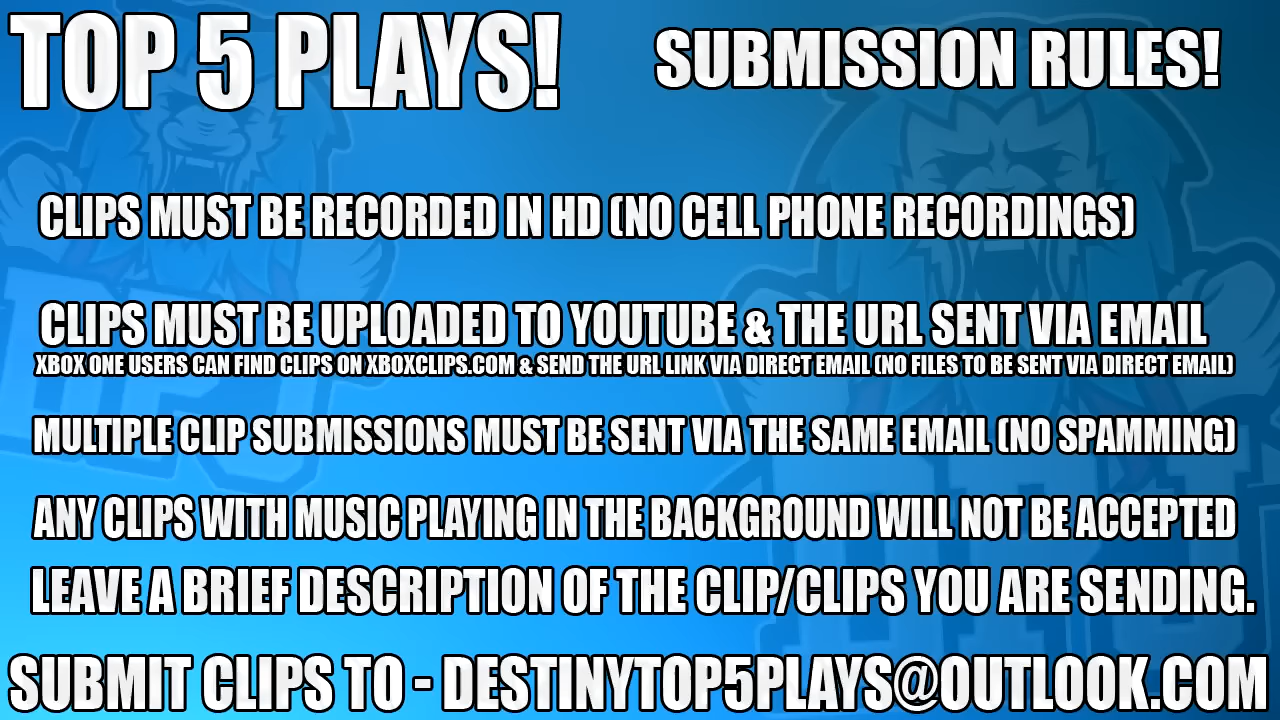 TOP 5 PLAYS!
SUBMISSION RULES!
CLIPS MUST BE RECORDED IN HD (NO CELL PHONE RECORDINGS)
CLIPS MUST BE UPLOADED TO YOUTUBE & THE URL SENT VIA EMAIL
XBOX ONE USERS CAN FIND CLIPS ON XBOXCLIPS.COM & SEND THE URL LINK VIA DIRECT EMAIL (NO FILES TO BE SENT VIA DIRECT EMAIL)
MULTIPLE CLIP SUBMISSIONS MUST BE SENT VIA THE SAME EMAIL (NO SPAMMING)
ANY CLIPS WITH MUSIC PLAYING IN THE BACKGROUND WILL NOT BE ACCEPTED
LEAVE A BRIEF DESCRIPTION OF THE CLIP/CLIPS YOU ARE SENDING.
SUBMIT CLIPS TO - DESTINYTOP5PLAYS@OUTLOOK.COM